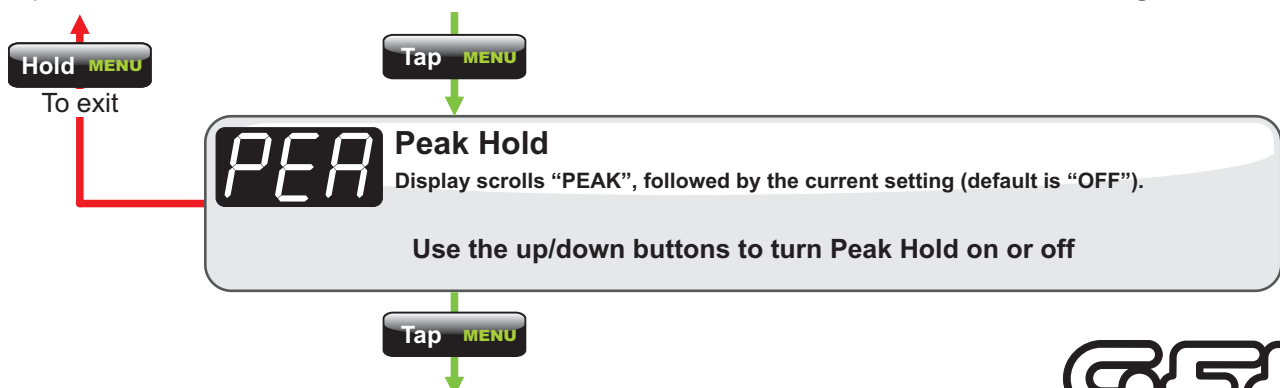 Tap MENU
Hold MENU
To exit
PEA
Peak Hold
Display scrolls “PEAK”, followed by the current setting (default is “OFF”).
Use the up/down buttons to turn Peak Hold on or off
Tap MENU